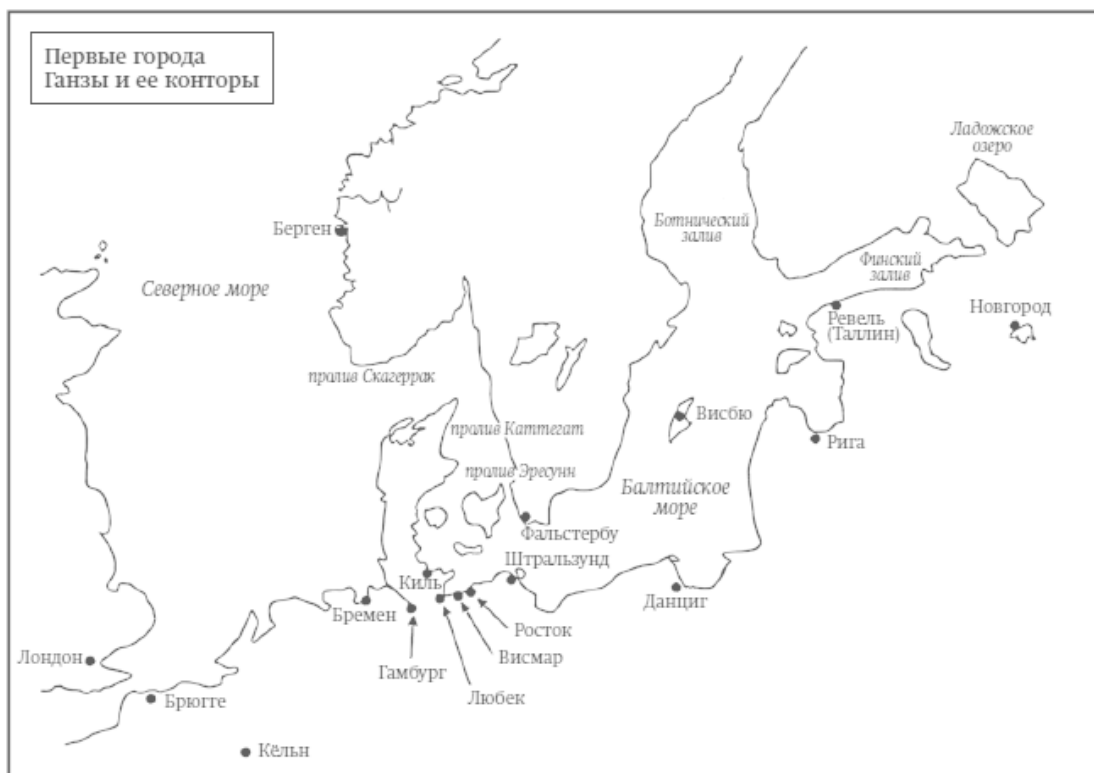 Первые города
Ганзы и ее конторы
Ладожское
озеро
Ботнический
залив
Берген
Финский
залив
Северное море
Новгород
Ревель
(Таллин)
пролив Скагеррак
Висбю
пролив Каттегат
Рига
пролив Эресунн
Балтийское
море
Фальстербу
Штральзунд
Киль
Данциг
Бремен
Росток
Висмар
Лондон
Гамбург
Любек
Брюгге
Кёльн